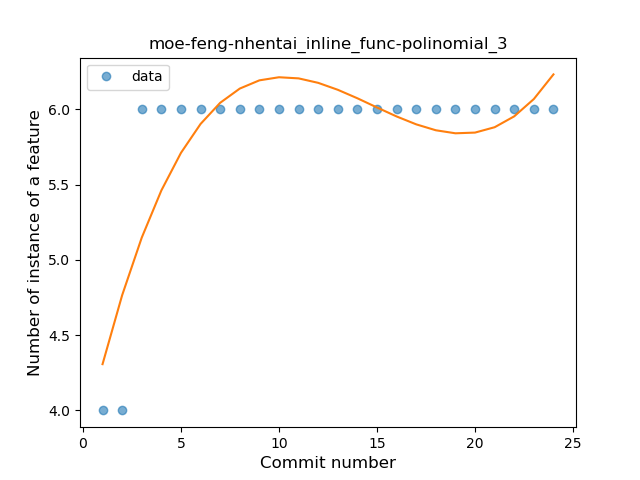 moe-feng-nhentai_inline_func-polinomial_3
data
Number of instance of a feature
6.0
5.5
5.0
4.5
4.0
0 5 10 15 20 25
Commit number